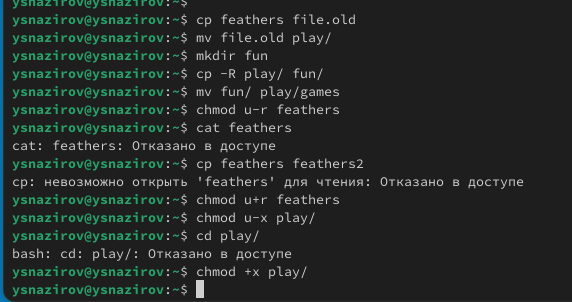 ysnazirov@ysnazirov:~$
ysnazirov@ysnazirov:~$ cp feathers file.old
ysnazirov@ysnazirov:~$ mv file.old play/
ysnazirov@ysnazirov:~$ mkdir fun
ysnazirov@ysnazirov:~$ cp -R play/ fun/
ysnazirov@ysnazirov:~$ mv fun/ play/games
ysnazirov@ysnazirov:~$ chmod u-r feathers
ysnazirov@ysnazirov:~$ cat feathers
cat: feathers: Отказано в доступе
ysnazirov@ysnazirov:~$ cp feathers feathers2
cp: невозможно открыть 'feathers' для чтения: Отказано в доступе
ysnazirov@ysnazirov:~$ chmod u+r feathers
ysnazirov@ysnazirov:~$ chmod u-x play/
ysnazirov@ysnazirov:~$ cd play/
bash: cd: play/: Отказано в доступе
ysnazirov@ysnazirov:~$ chmod +x play/
ysnazirov@ysnazirov:~$